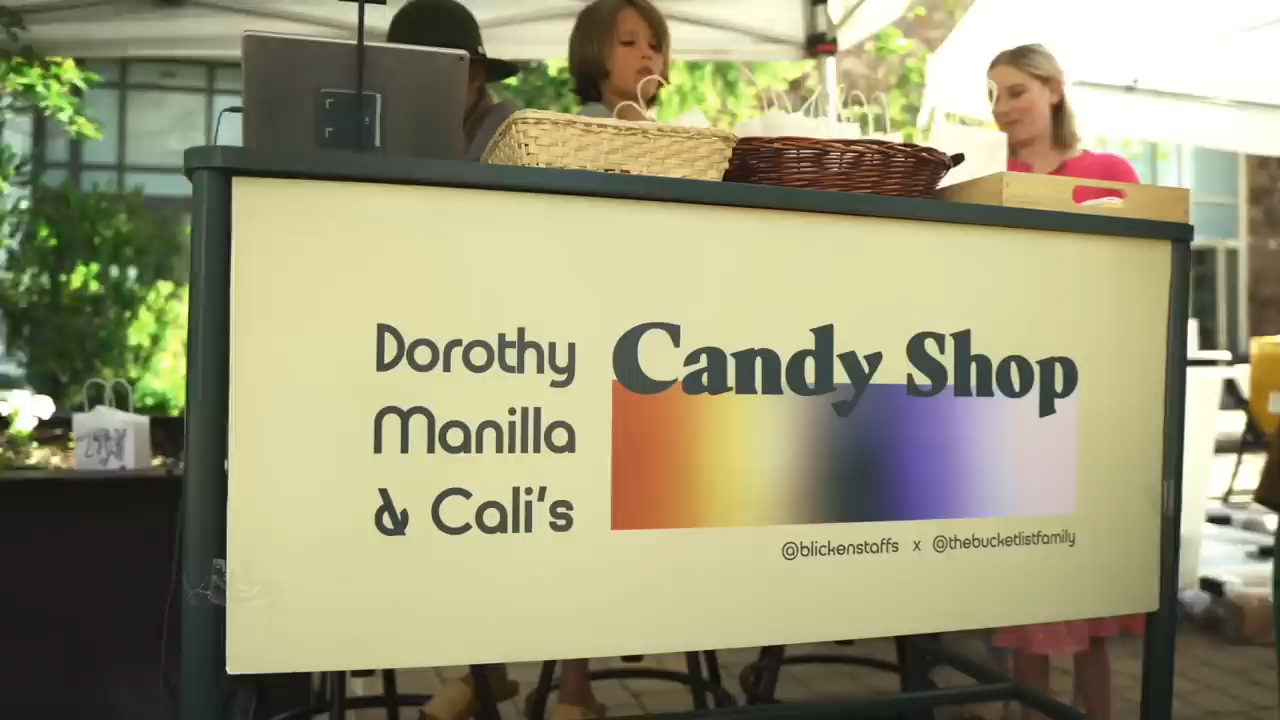 Dorothy
Manilla
& Cali's
Candy Shop
@blickenstaffs x @thebucketlistfamily